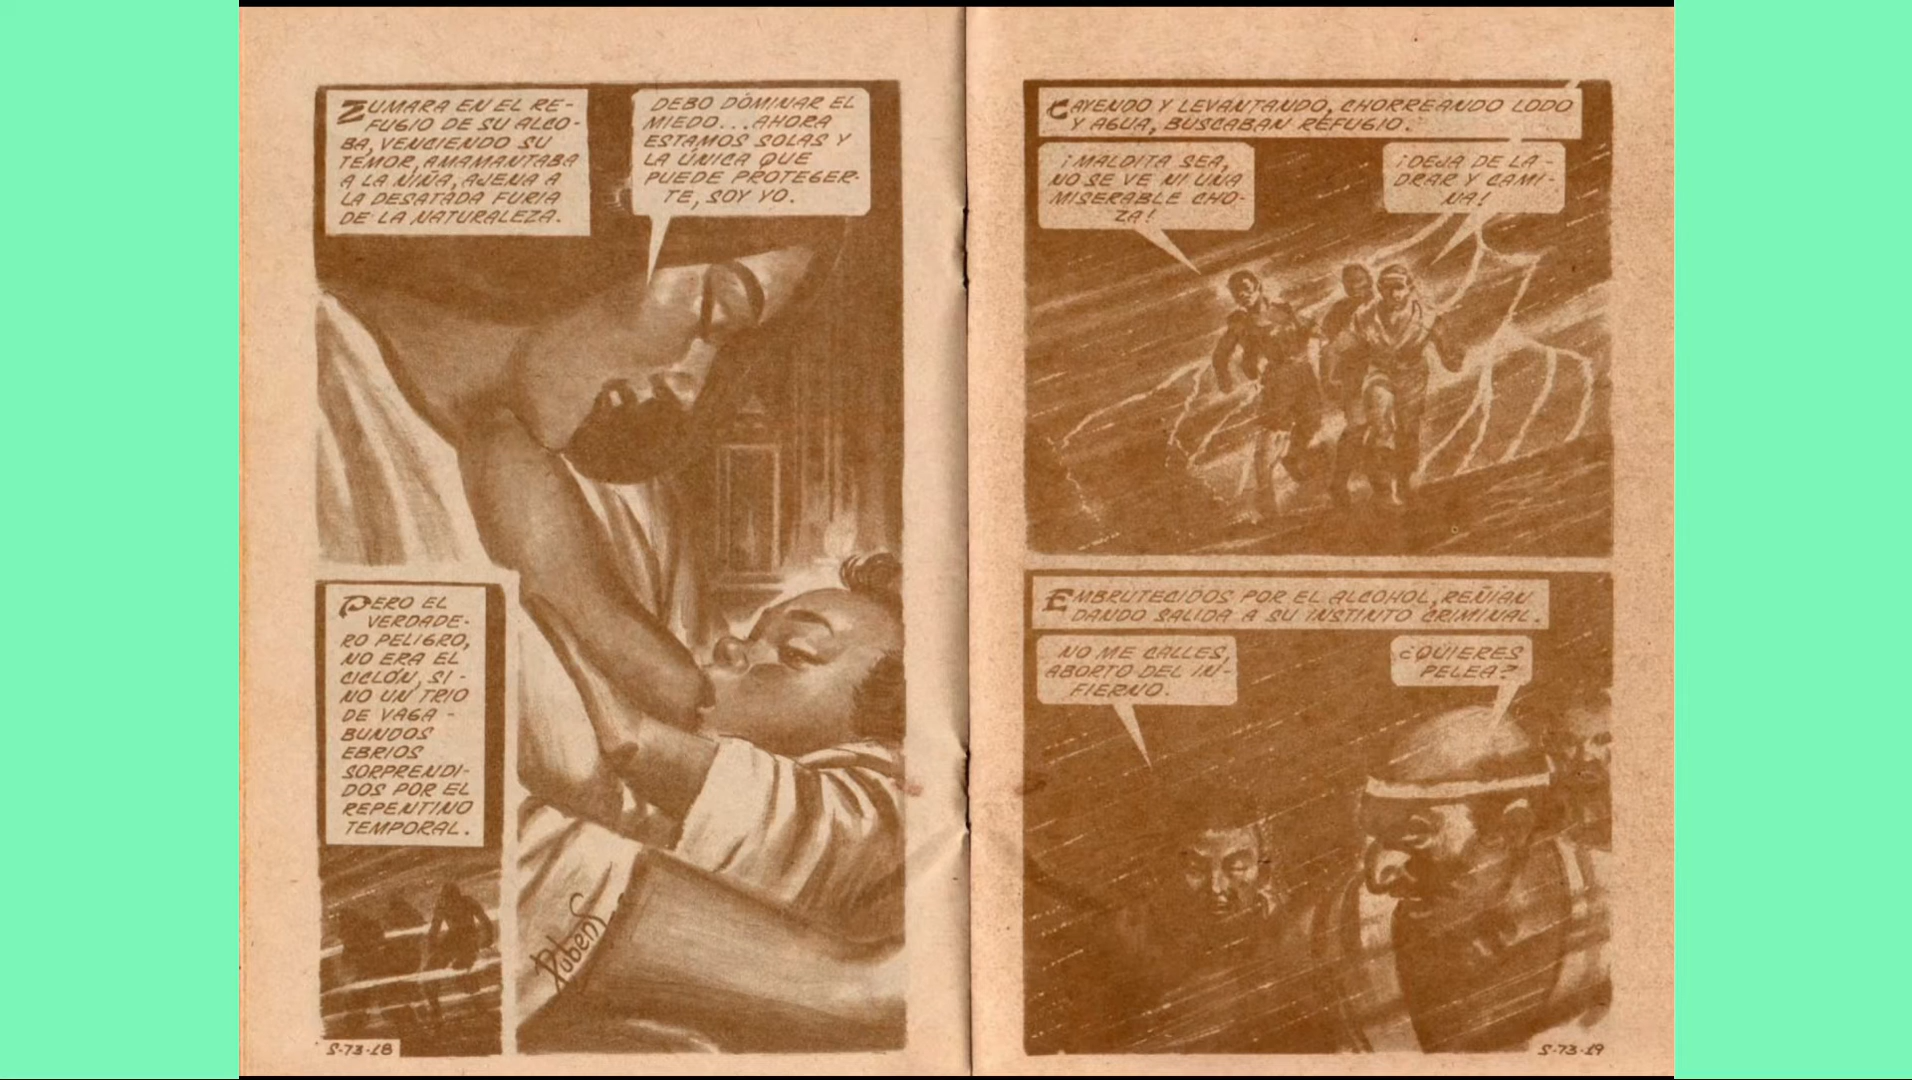 ZUMARA EN EL RE-
FUGIO DE SU ALCO-
BA, VENCIENDO SU
TEMOR, AMAMANTABA
A LA NIÑA, AJENA A
LA DESATADA FURIA
DE LA NATURALEZA.
DEBO DOMINAR EL
MIEDO...AHORA
ESTAMOS SOLAS Y
LA ÚNICA QUE
PUEDE PROTEGER-
TE, SOY YO.
PERO EL
VERDADE-
RO PELIGRO,
NO ERA EL
CICLÓN, SI-
NO UN TRIO
DE VAGA-
BUNDOS
EBRIOS
SORPRENDI-
DOS POR EL
REPENTINO
TEMPORAL.
Rubens
S-73-18
CAYENDO Y LEVANTANDO, CHORREANDO LODO
Y AGUA, BUSCABAN REFUGIO.
¡MALDITA SEA,
NO SE VE NI UNA
MISERABLE CHO-
ZA!
¡DEJA DE LA-
DRAR Y CAMI-
NA!
EMBRUTECIDOS POR EL ALCOHOL, REÑÍAN
DANDO SALIDA A SU INSTINTO CRIMINAL.
NO ME CALLES,
ABORTO DEL IN-
FIERNO.
¿QUIERES
PELEA?
S-73-19